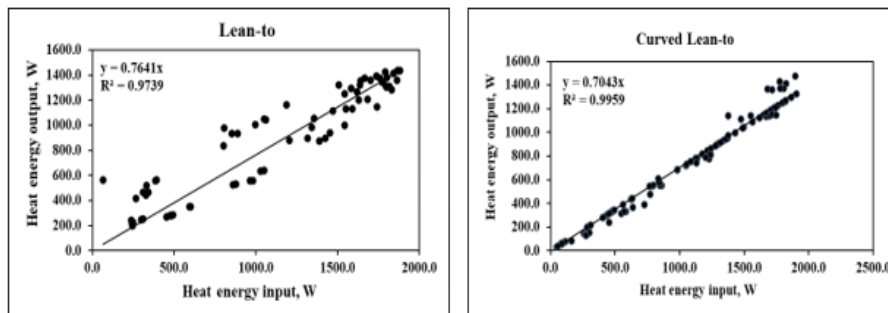 Lean-to
y = 0.7641x
R² = 0.9739
Heat energy output, W
1600.0
1400.0
1200.0
1000.0
800.0
600.0
400.0
200.0
0.0
0.0 500.0 1000.0 1500.0 2000.0
Heat energy input, W
Curved Lean-to
y = 0.7043x
R² = 0.9959
Heat energy output, W
1600.0
1400.0
1200.0
1000.0
800.0
600.0
400.0
200.0
0.0
0.0 500.0 1000.0 1500.0 2000.0 2500.0
Heat energy input, W